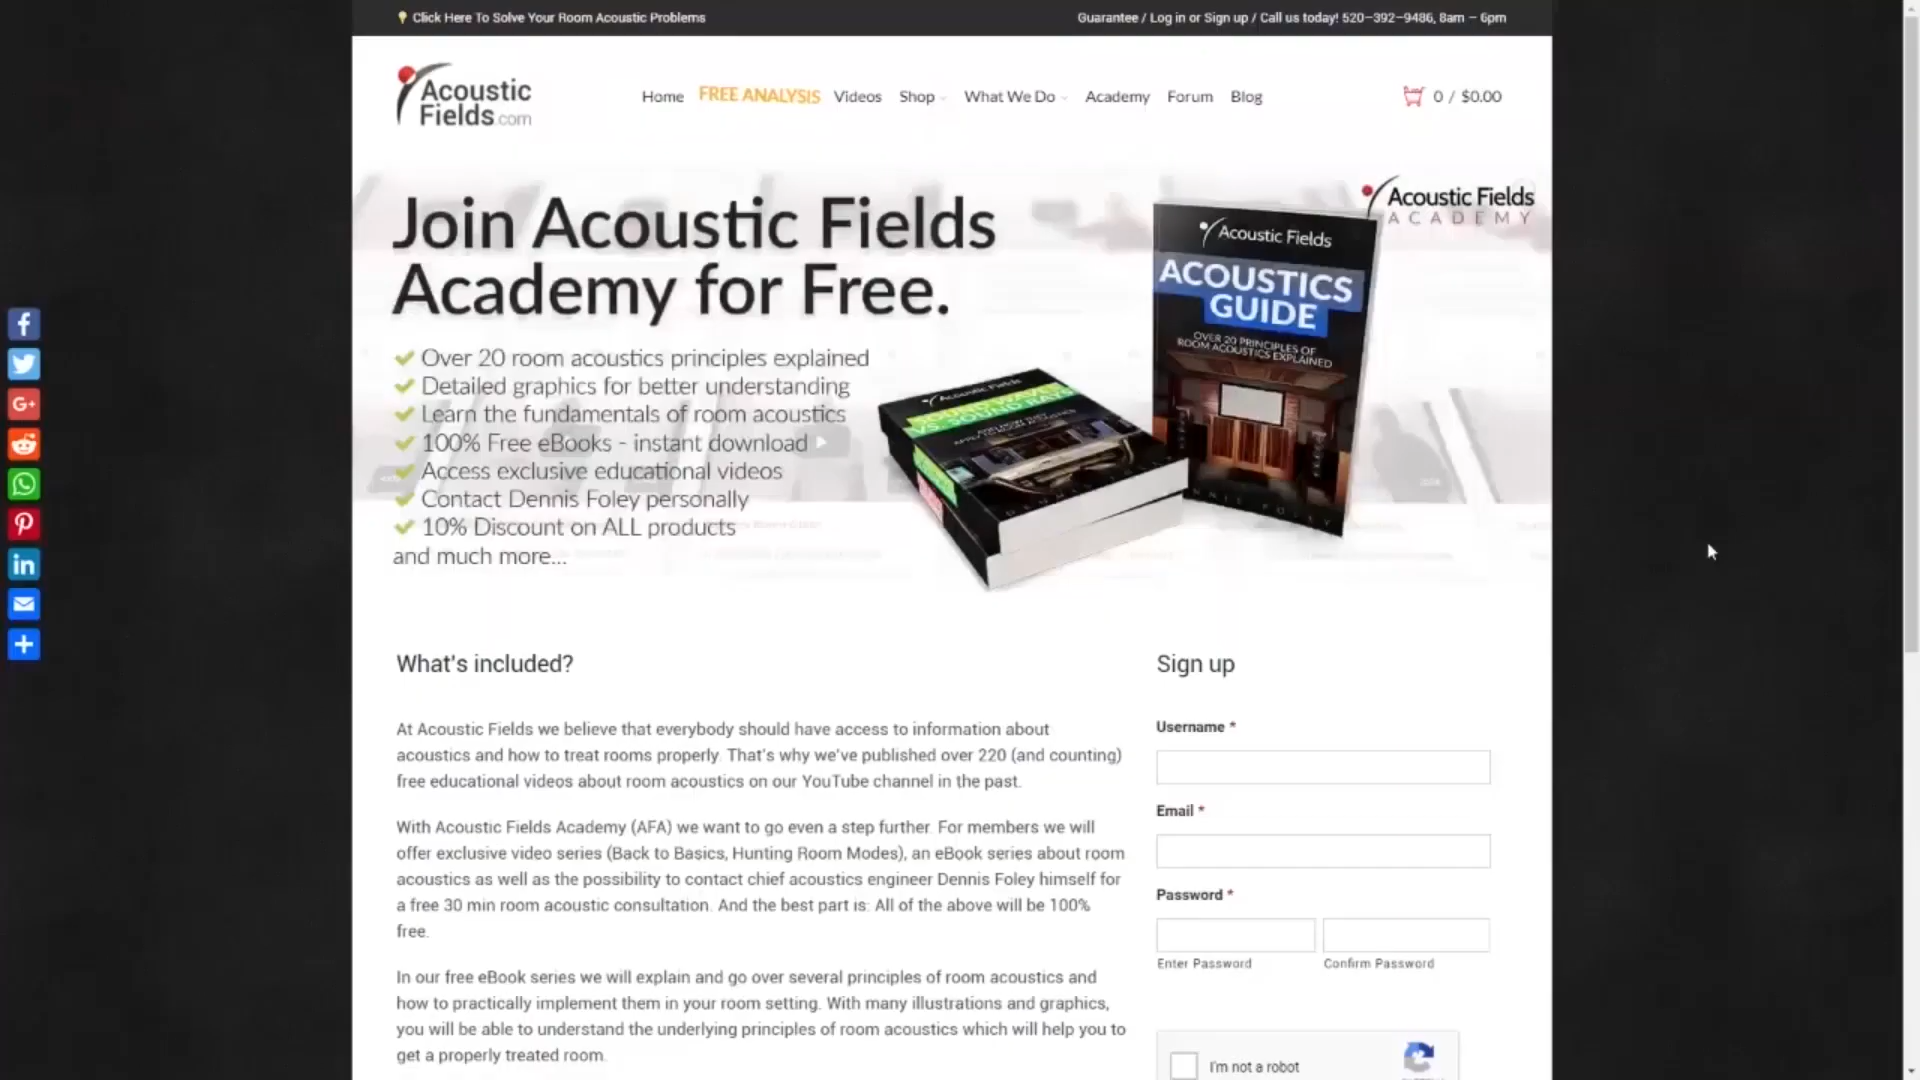 Click Here To Solve Your Room Acoustic Problems
Guarantee / Log in or Sign up / Call us today! 520-392-9486, 8am – 6pm
Acoustic
Fields.com
Home FREE ANALYSIS Videos Shop What We Do Academy Forum Blog
0 / $0.00
Join Acoustic Fields
Academy for Free.
Over 20 room acoustics principles explained
Detailed graphics for better understanding
Learn the fundamentals of room acoustics
100% Free eBooks - instant download
Access exclusive educational videos
Contact Dennis Foley personally
10% Discount on ALL products
and much more...
Acoustic Fields
ACADEMY
Acoustic Fields
ACOUSTICS
GUIDE
OVER 20 PRINCIPLES OF
ROOM ACOUSTICS EXPLAINED
Acoustic Fields
SOUND WAVES
VS. SOUND RAYS
What's included?
At Acoustic Fields we believe that everybody should have access to information about
acoustics and how to treat rooms properly. That's why we've published over 220 (and counting)
free educational videos about room acoustics on our YouTube channel in the past.
With Acoustic Fields Academy (AFA) we want to go even a step further. For members we will
offer exclusive video series (Back to Basics, Hunting Room Modes), an eBook series about room
acoustics as well as the possibility to contact chief acoustics engineer Dennis Foley himself for
a free 30 min room acoustic consultation. And the best part is: All of the above will be 100%
free.
In our free eBook series we will explain and go over several principles of room acoustics and
how to practically implement them in your room setting. With many illustrations and graphics,
you will be able to understand the underlying principles of room acoustics which will help you to
get a properly treated room.
Sign up
Username *
Email *
Password *
Enter Password
Confirm Password
I'm not a robot